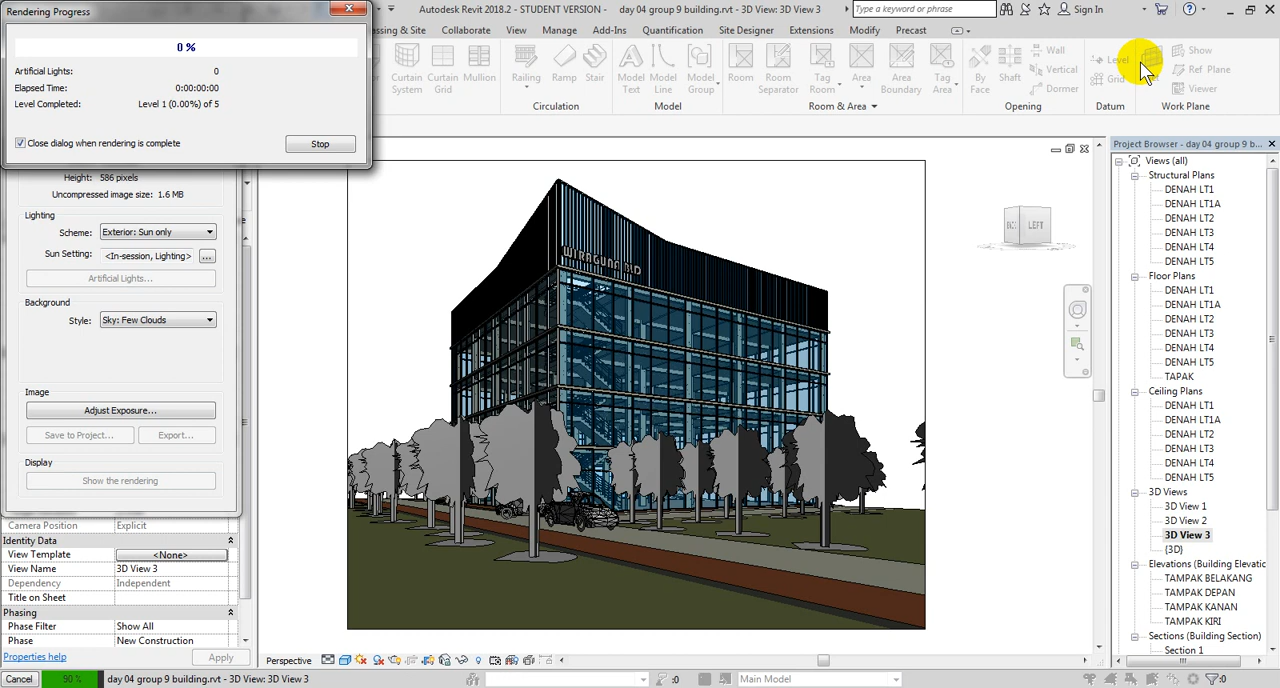 Rendering Progress
0 %
Artificial Lights: 0
Elapsed Time: 0:00:00:00
Level Completed: Level 1 (0.00%) of 5
Close dialog when rendering is complete
Stop
Autodesk Revit 2018.2 - STUDENT VERSION - day 04 group 9 building.rvt - 3D View: 3D View 3
Type a keyword or phrase
Sign In
Collaborate View Manage Add-Ins Quantification Site Designer Extensions Modify Precast
Curtain System
Curtain Grid
Mullion
Railing
Ramp
Stair
Model Text
Model Line
Model Group
Room
Room Separator
Tag Room
Area
Area Boundary
Tag Area
By Face
Shaft
Wall
Vertical
Dormer
Level
Grid
Show
Ref Plane
Viewer
Circulation
Model
Room & Area
Opening
Datum
Work Plane
Height: 586 pixels
Uncompressed image size: 1.6 MB
Lighting
Scheme: Exterior: Sun only
Sun Setting: <In-session, Lighting> ...
Artificial Lights...
Background
Style: Sky: Few Clouds
Image
Adjust Exposure...
Save to Project... Export...
Display
Show the rendering
Camera Position Explicit
Identity Data
View Template <None>
View Name 3D View 3
Dependency Independent
Title on Sheet
Phasing
Phase Filter Show All
Phase New Construction
Properties help Apply
WIRAGUNA BLD
LEFT
Project Browser - day 04 group 9 b...
Views (all)
Structural Plans
DENAH LT1
DENAH LT1A
DENAH LT2
DENAH LT3
DENAH LT4
DENAH LT5
Floor Plans
DENAH LT1
DENAH LT1A
DENAH LT2
DENAH LT3
DENAH LT4
DENAH LT5
TAPAK
Ceiling Plans
DENAH LT1
DENAH LT1A
DENAH LT2
DENAH LT3
DENAH LT4
DENAH LT5
3D Views
3D View 1
3D View 2
3D View 3
{3D}
Elevations (Building Elevatio
TAMPAK BELAKANG
TAMPAK DEPAN
TAMPAK KANAN
TAMPAK KIRI
Sections (Building Section)
Section 1
Perspective
Cancel 90 % day 04 group 9 building.rvt - 3D View: 3D View 3
:0
Main Model
:0